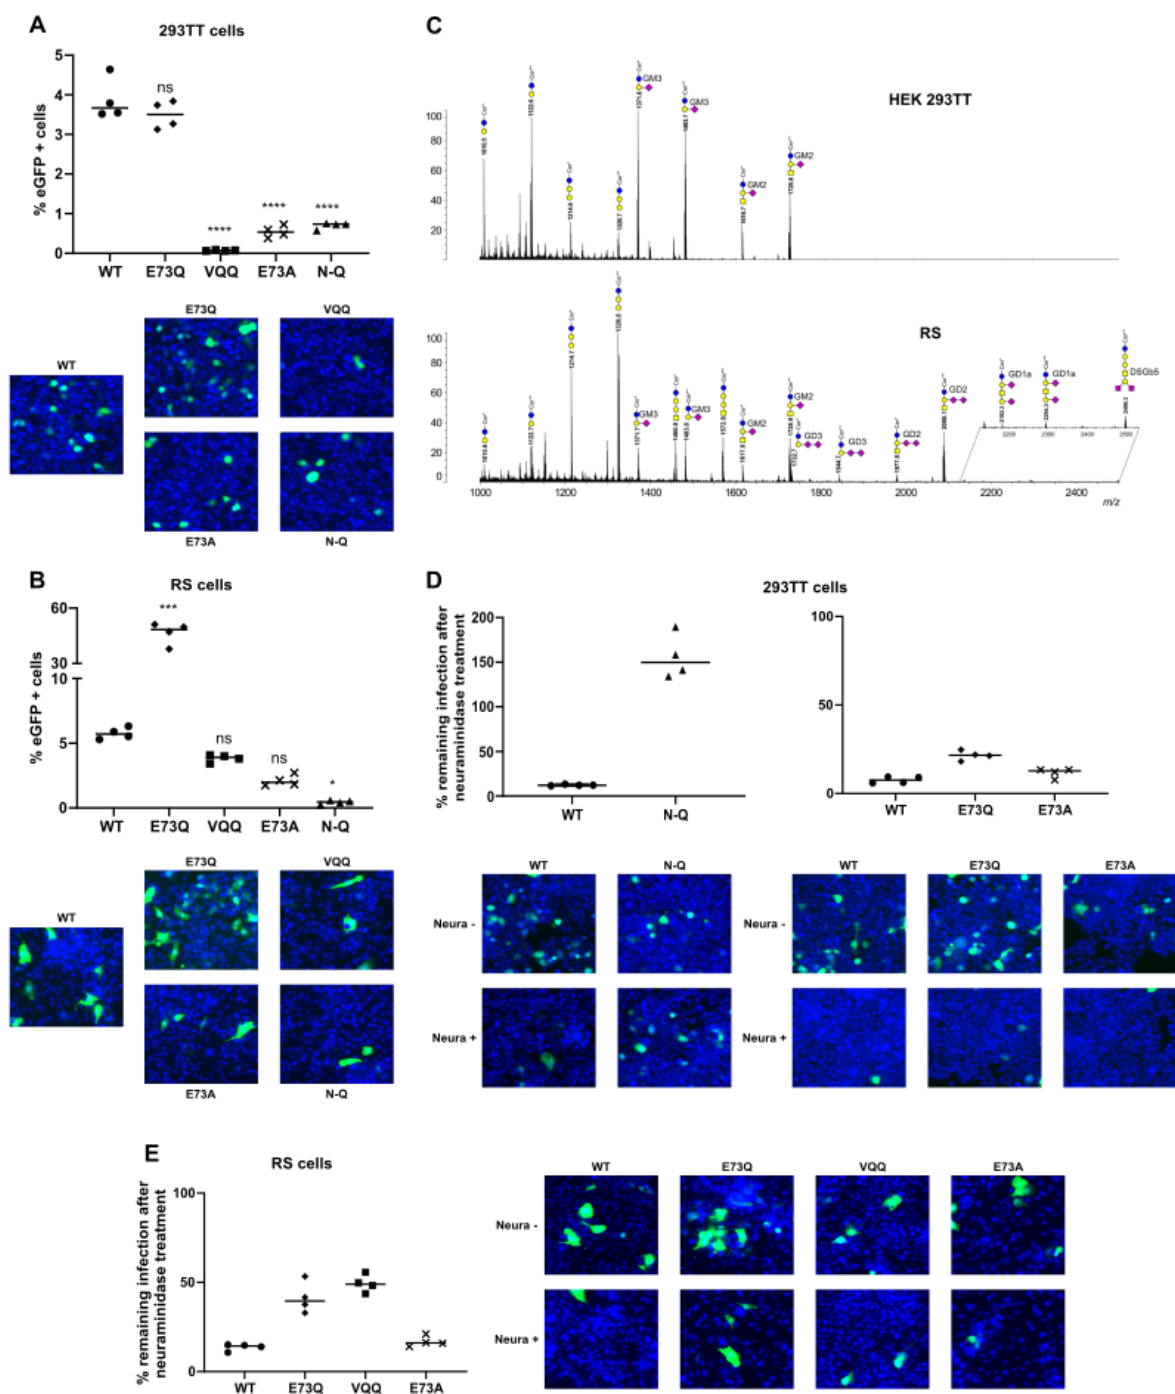 A
293TT cells
% eGFP + cells
5
4
3
2
1
0
ns
****
****
****
WT
E73Q
VQQ
E73A
N-Q
E73Q
VQQ
WT
E73A
N-Q
C
HEK 293TT
100
80
60
40
20
GM3
GM3
GM2
GM2
RS
100
80
60
40
20
0
GM3
GM3
GM2
GM2
GD3
GD3
GD2
GD2
GD1a
GD1a
DSGb5
2200
2300
2500
1000
1200
1400
1600
1800
2000
2200
2400
m/z
B
RS cells
% eGFP + cells
60
30
10
5
0
***
ns
ns
*
WT
E73Q
VQQ
E73A
N-Q
E73Q
VQQ
WT
E73A
N-Q
D
293TT cells
% remaining infection after
neuraminidase treatment
200
150
100
50
0
WT
N-Q
100
50
0
WT
E73Q
E73A
WT
N-Q
WT
E73Q
E73A
Neura -
Neura -
Neura +
Neura +
E
RS cells
% remaining infection after
neuraminidase treatment
100
50
0
WT
E73Q
VQQ
E73A
WT
E73Q
VQQ
E73A
Neura -
Neura +